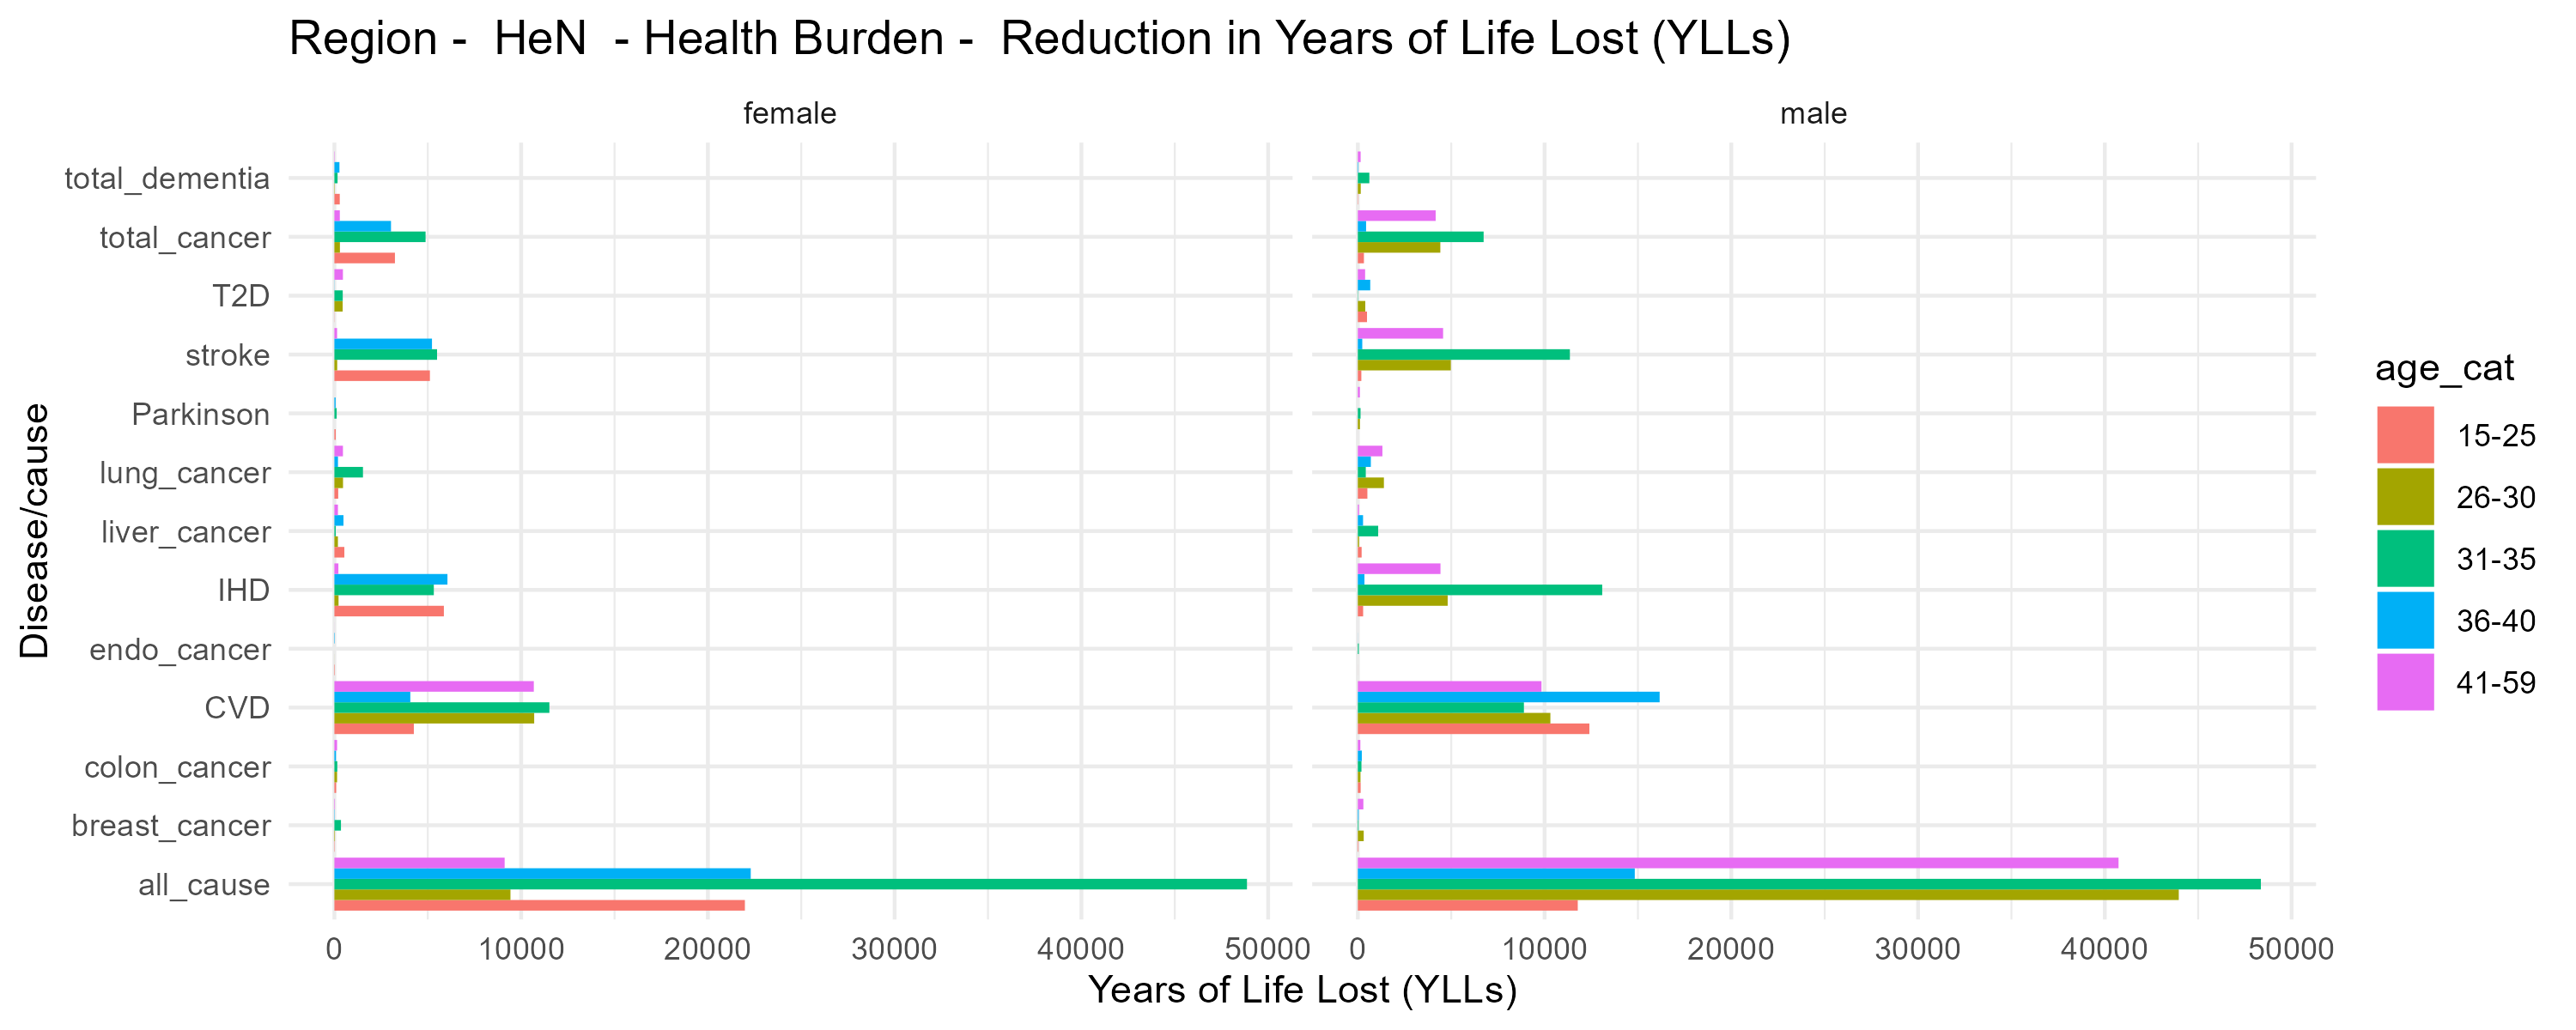 Region -  HeN  - Health Burden -  Reduction in Years of Life Lost (YLLs)
female
male
Disease/cause
total_dementia
total_cancer
T2D
stroke
Parkinson
lung_cancer
liver_cancer
IHD
endo_cancer
CVD
colon_cancer
breast_cancer
all_cause
0 10000 20000 30000 40000 50000
0 10000 20000 30000 40000 50000
Years of Life Lost (YLLs)
age_cat
15-25
26-30
31-35
36-40
41-59